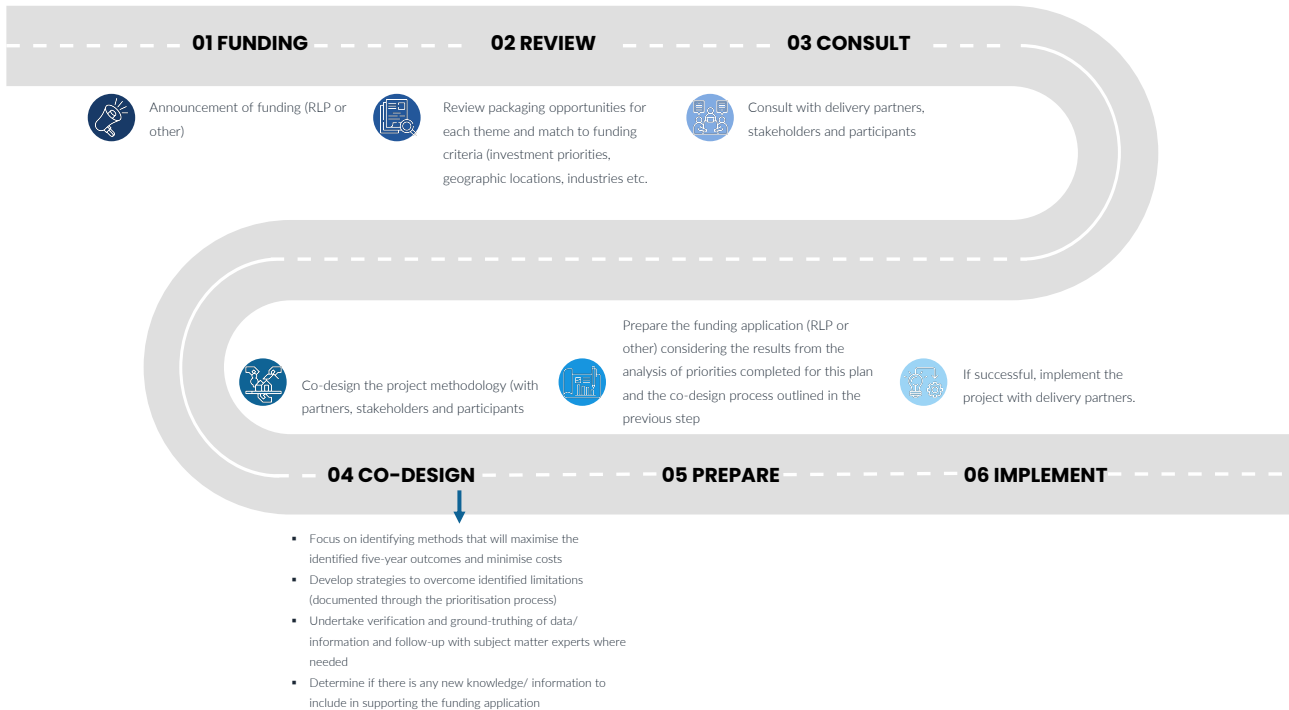 01 FUNDING
02 REVIEW
03 CONSULT
Announcement of funding (RLP or
other)
Review packaging opportunities for
each theme and match to funding
criteria (investment priorities,
geographic locations, industries etc.
Consult with delivery partners,
stakeholders and participants
Co-design the project methodology (with
partners, stakeholders and participants
Prepare the funding application (RLP or
other) considering the results from the
analysis of priorities completed for this plan
and the co-design process outlined in the
previous step
If successful, implement the
project with delivery partners.
04 CO-DESIGN
05 PREPARE
06 IMPLEMENT
▪ Focus on identifying methods that will maximise the
identified five-year outcomes and minimise costs
▪ Develop strategies to overcome identified limitations
(documented through the prioritisation process)
▪ Undertake verification and ground-truthing of data/
information and follow-up with subject matter experts where
needed
▪ Determine if there is any new knowledge/ information to
include in supporting the funding application